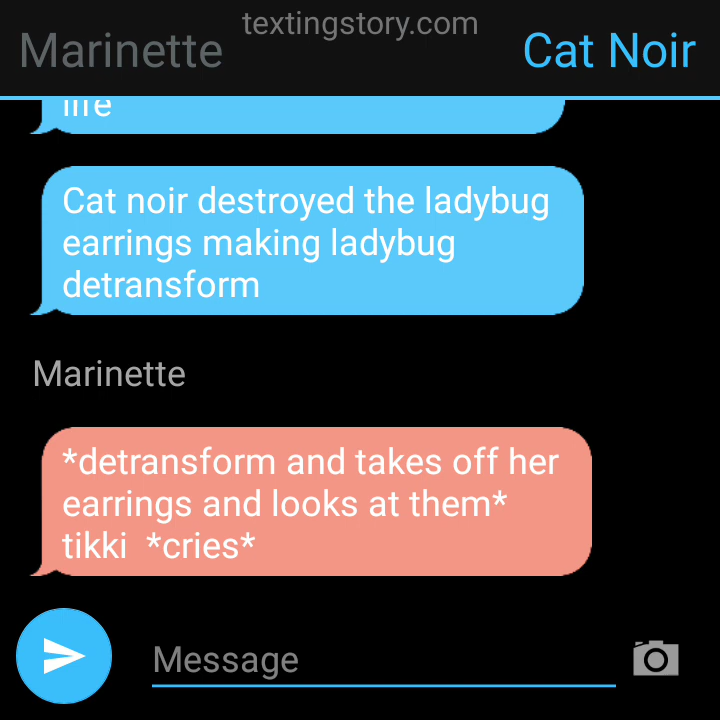 textingstory.com
Marinette
Cat Noir
life
Cat noir destroyed the ladybug
earrings making ladybug
detransform
Marinette
*detransform and takes off her
earrings and looks at them*
tikki *cries*
Message